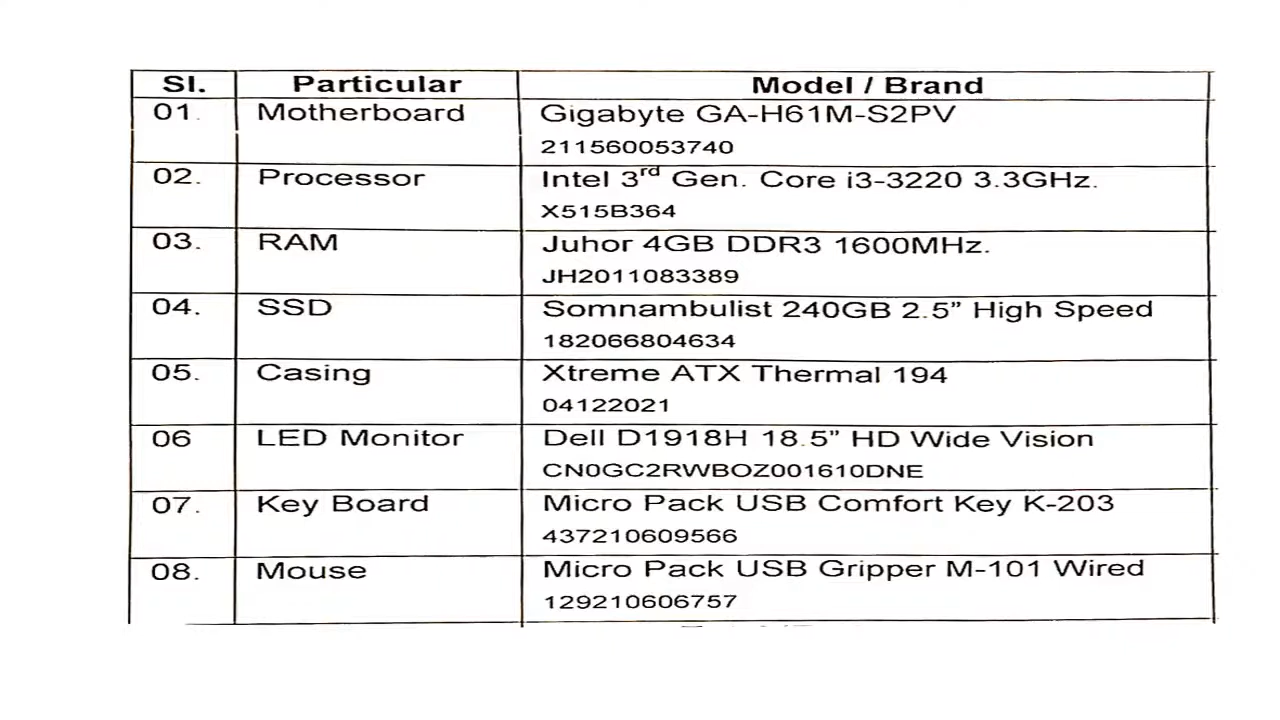 Sl. Particular Model / Brand
01. Motherboard Gigabyte GA-H61M-S2PV
211560053740
02. Processor Intel 3rd Gen. Core i3-3220 3.3GHz.
X515B364
03. RAM Juhor 4GB DDR3 1600MHz.
JH2011083389
04. SSD Somnambulist 240GB 2.5” High Speed
182066804634
05. Casing Xtreme ATX Thermal 194
04122021
06 LED Monitor Dell D1918H 18.5” HD Wide Vision
CN0GC2RWBOZ001610DNE
07. Key Board Micro Pack USB Comfort Key K-203
437210609566
08. Mouse Micro Pack USB Gripper M-101 Wired
129210606757